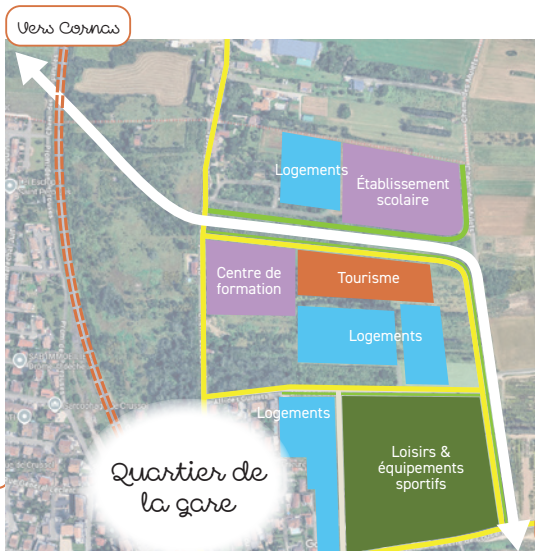 Vers Cornas
Logements
Établissement
scolaire
Centre de
formation
Tourisme
Logements
Logements
Loisirs &
équipements
sportifs
Quartier de
la gare